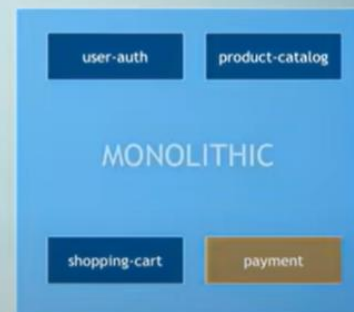 user-auth
product-catalog
MONOLITHIC
shopping-cart
payment